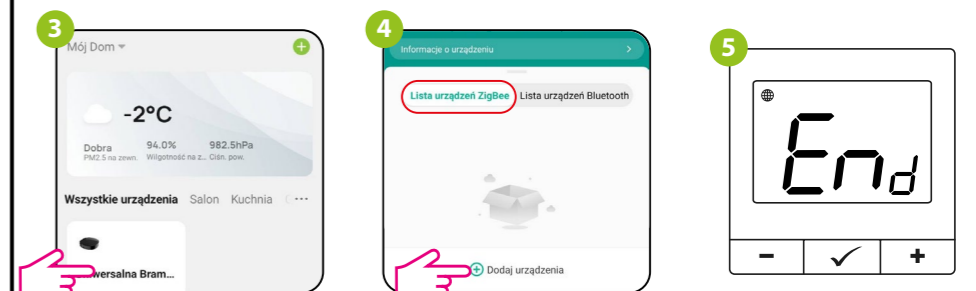 3
Mój Dom
-2°C
Dobra
PM2.5 na zewn.
94.0%
Wilgotność na z...
982.5hPa
Ciśn. pow.
Wszystkie urządzenia Salon Kuchnia ...
wersalna Bram...
4
Informacje o urządzeniu
Lista urządzeń ZigBee Lista urządzeń Bluetooth
Dodaj urządzenia
5
End
- ✓ +